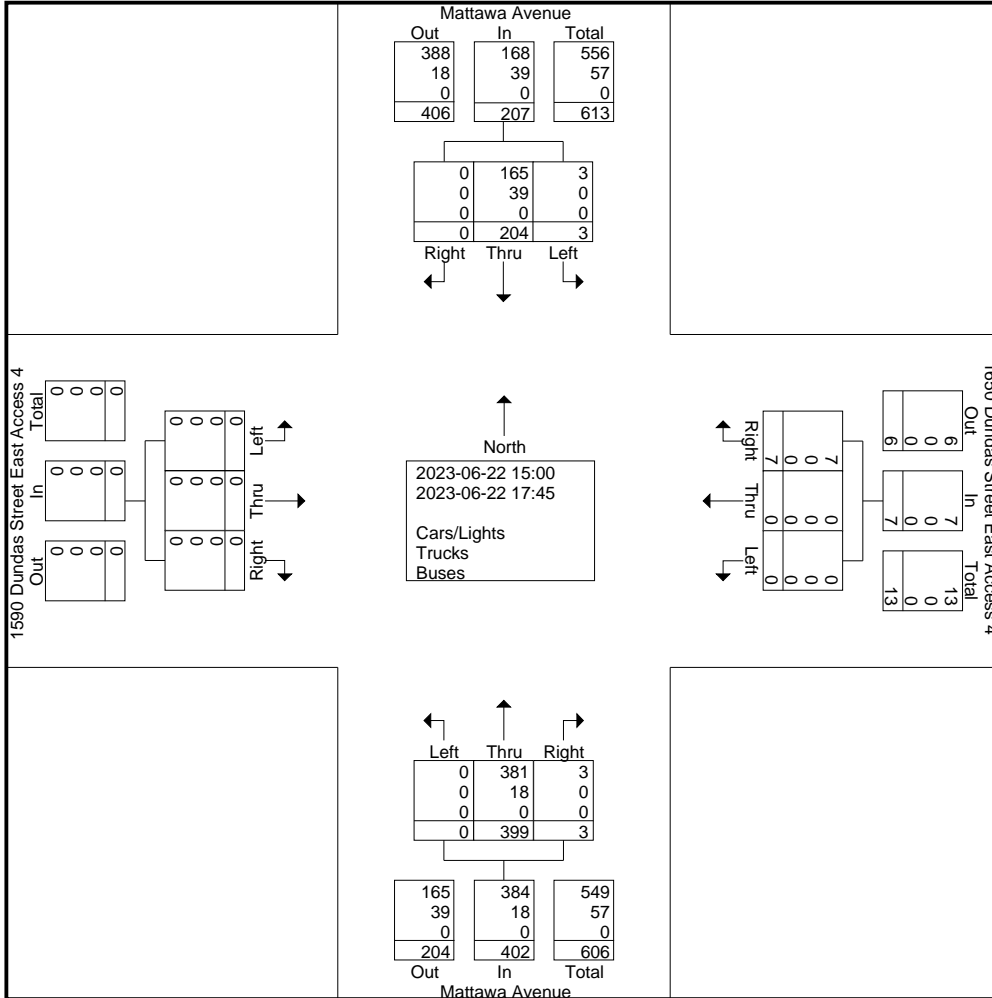 Mattawa Avenue
Out In Total
388 168 556
18 39 57
0 0 0
406 207 613
0 165 3
0 39 0
0 0 0
0 204 3
Right Thru Left
1590 Dundas Street East Access 4
Total
0 0 0 0
In
0 0 0 0
Out
0 0 0 0
Left
0 0 0 0
Thru
0 0 0 0
Right
0 0 0 0
North
2023-06-22 15:00
2023-06-22 17:45
Cars/Lights
Trucks
Buses
Right
7 0 0 7
Thru
0 0 0 0
Left
0 0 0 0
Out
6 0 0 6
In
7 0 0 7
Total
13 0 0 13
1650 Dundas Street East Access 4
Left Thru Right
0 381 3
0 18 0
0 0 0
0 399 3
165 384 549
39 18 57
0 0 0
204 402 606
Out In Total
Mattawa Avenue